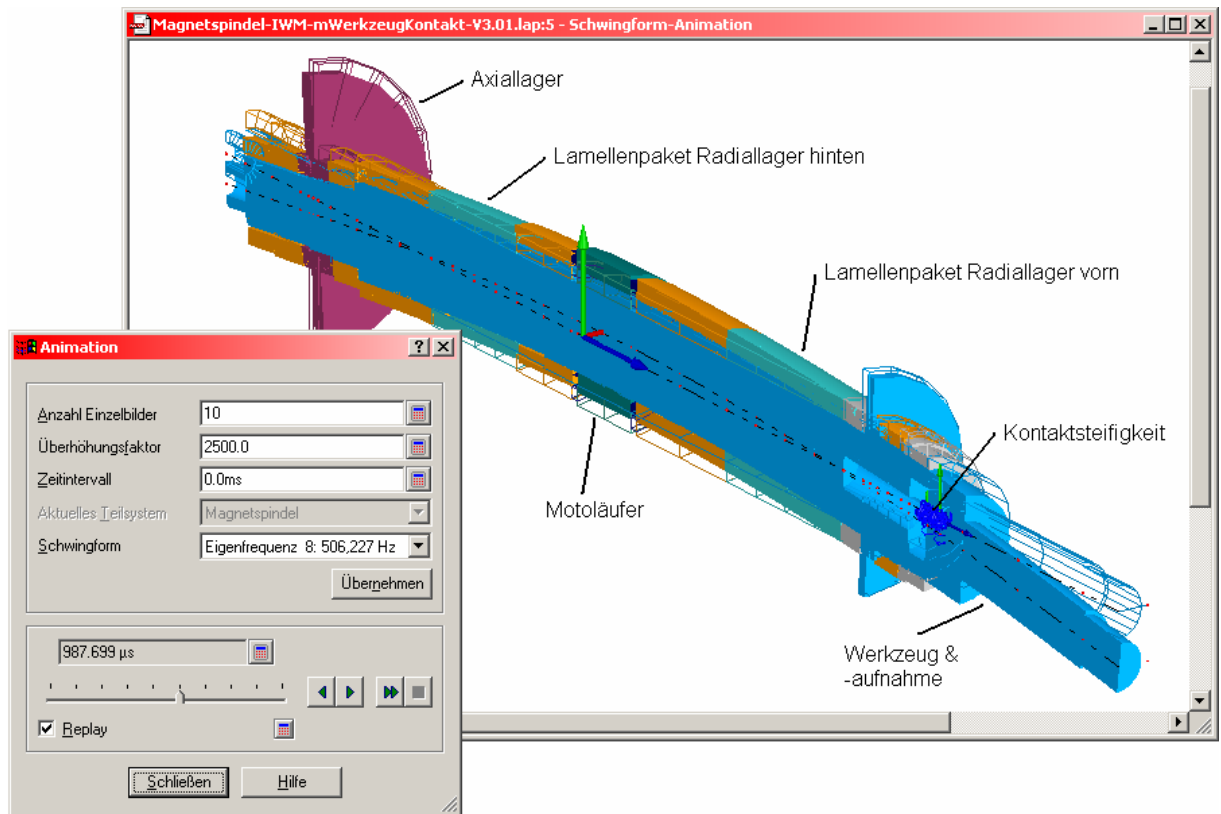 Magnetspindel-IWM-mWerkzeugKontakt-V3.01.lap:5 - Schwingform-Animation
Axiallager
Lamellenpaket Radiallager hinten
Lamellenpaket Radiallager vorn
Kontaktsteifigkeit
Motoläufer
Werkzeug &
-aufnahme
Animation
Anzahl Einzelbilder
10
Überhöhungsfaktor
2500.0
Zeitintervall
0.0ms
Aktuelles Teilsystem
Magnetspindel
Schwingform
Eigenfrequenz 8: 506,227 Hz
Übernehmen
987.699 µs
Replay
Schließen
Hilfe